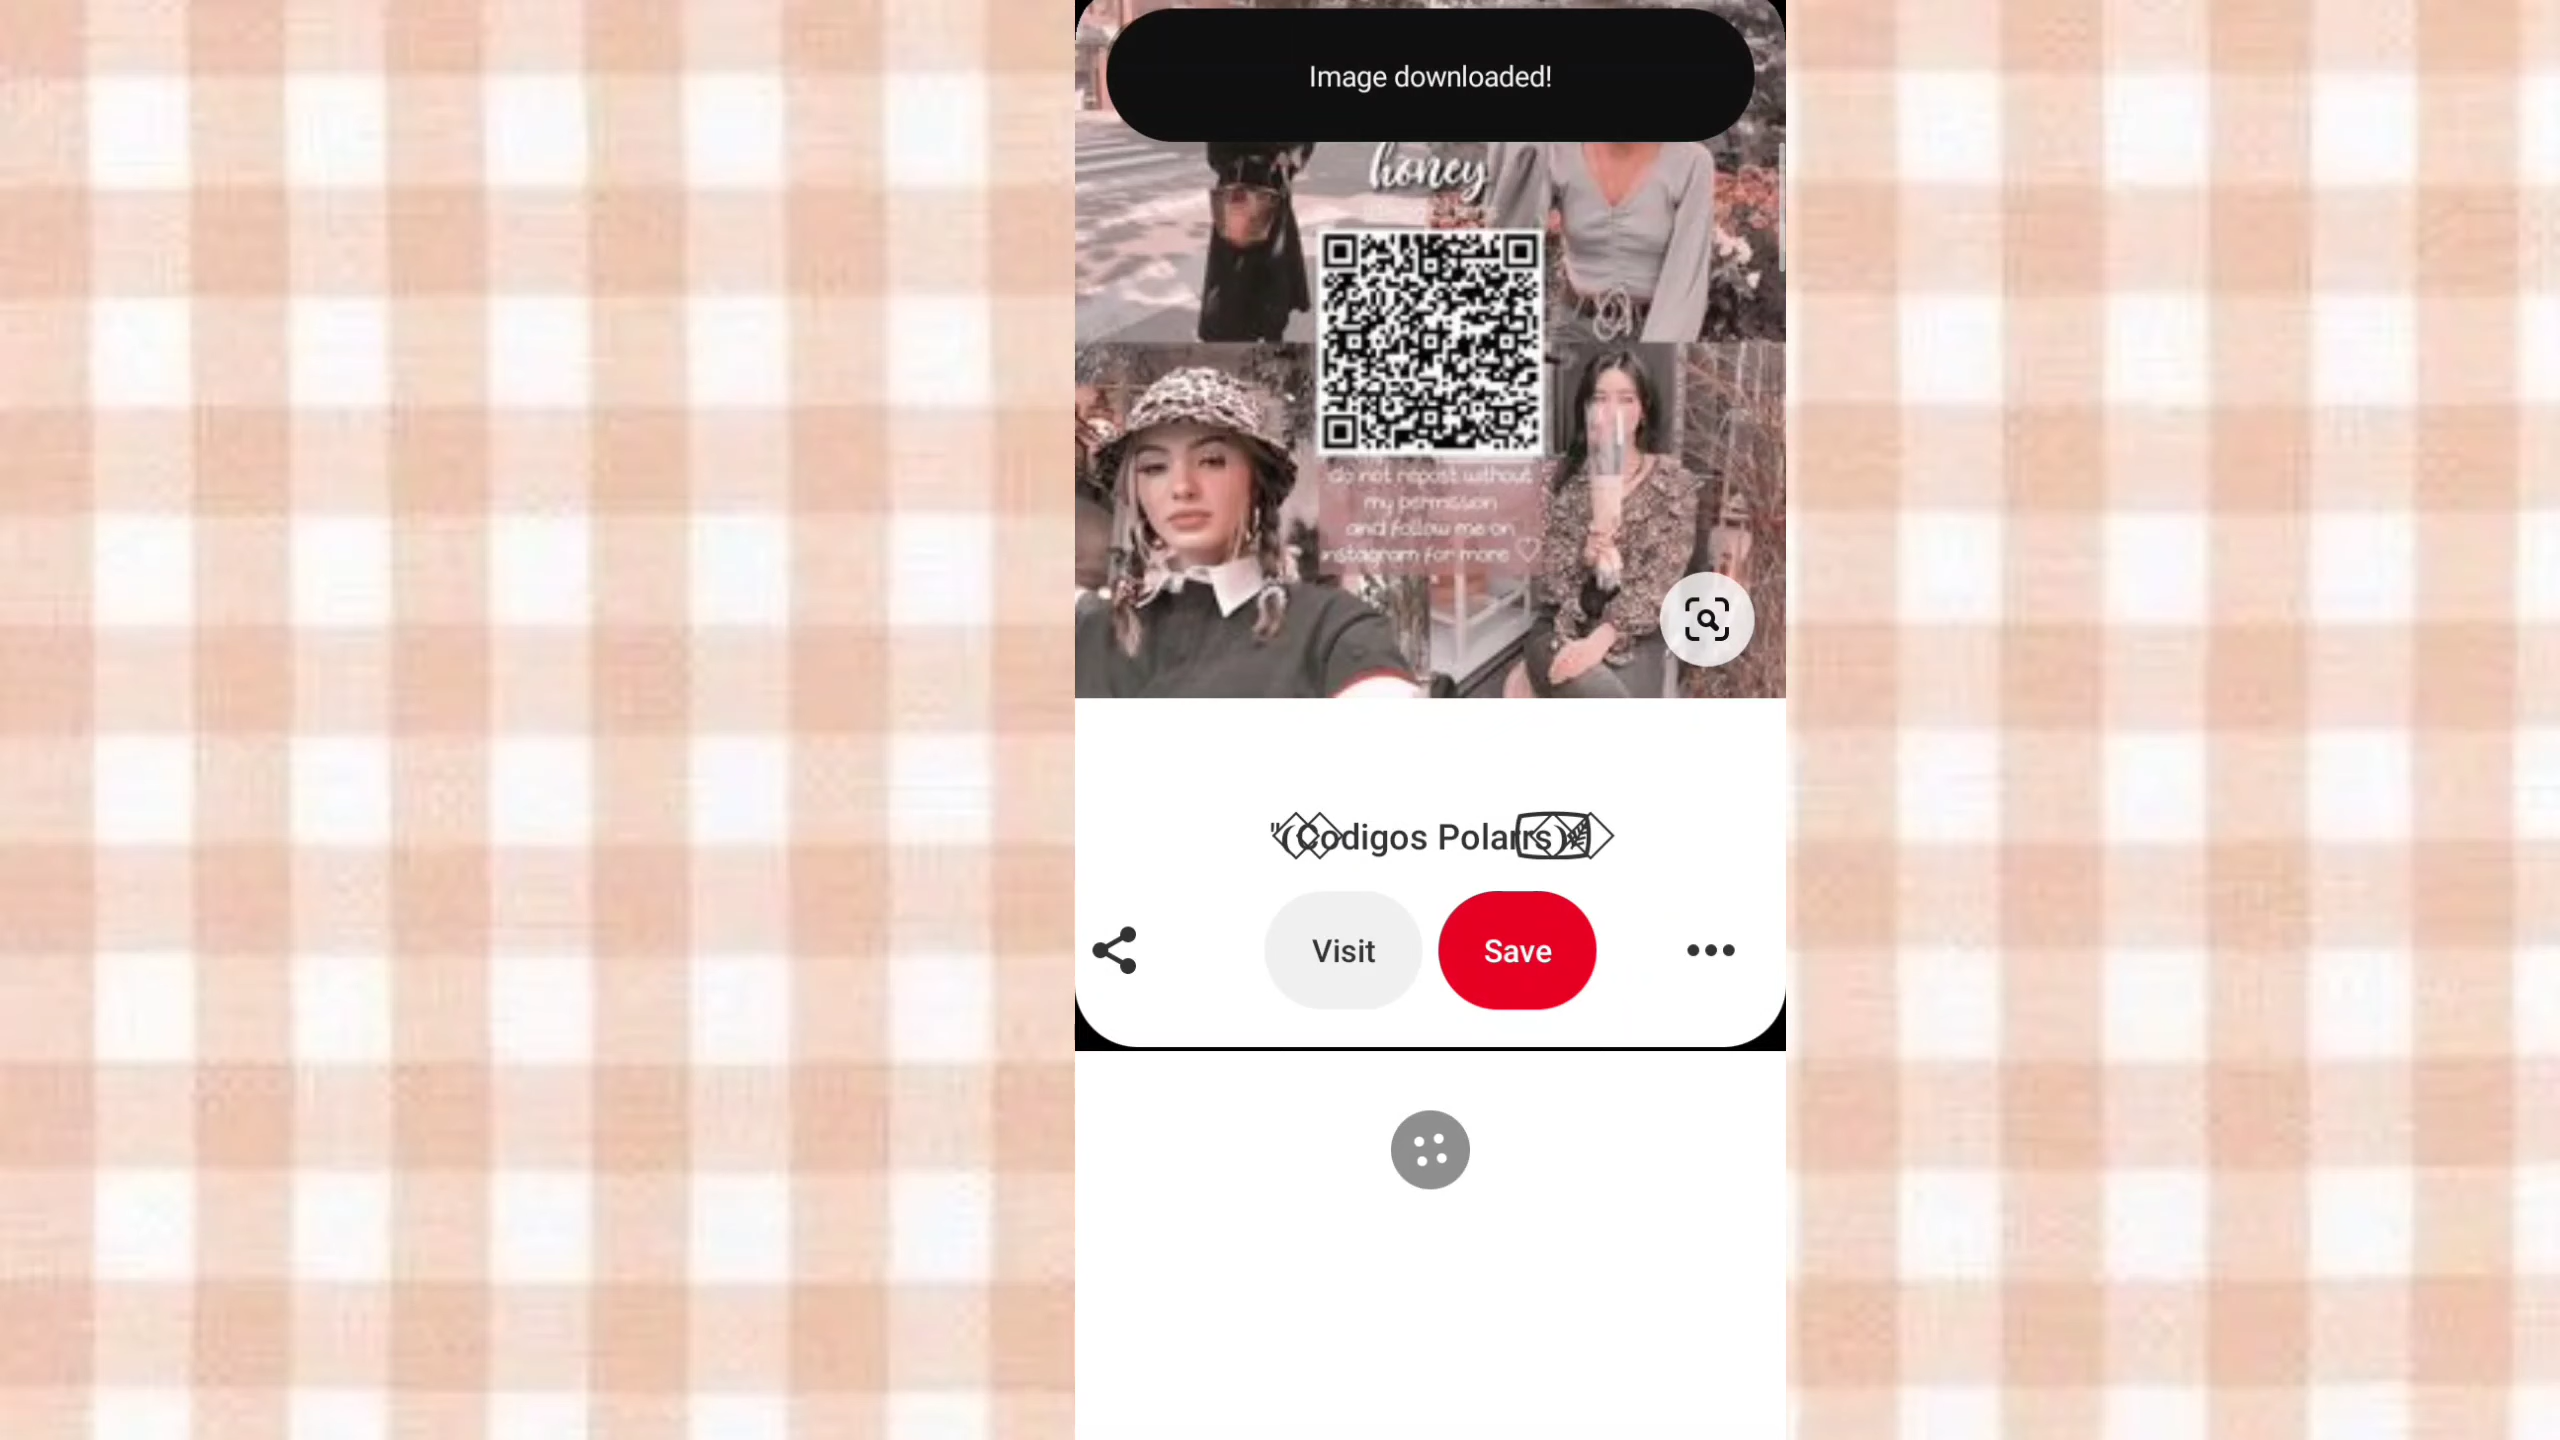 Image downloaded!
honey
do not repost without
my permission
and follow me on
instagram for more ♡
"(Codigos Polarrs)
Visit
Save